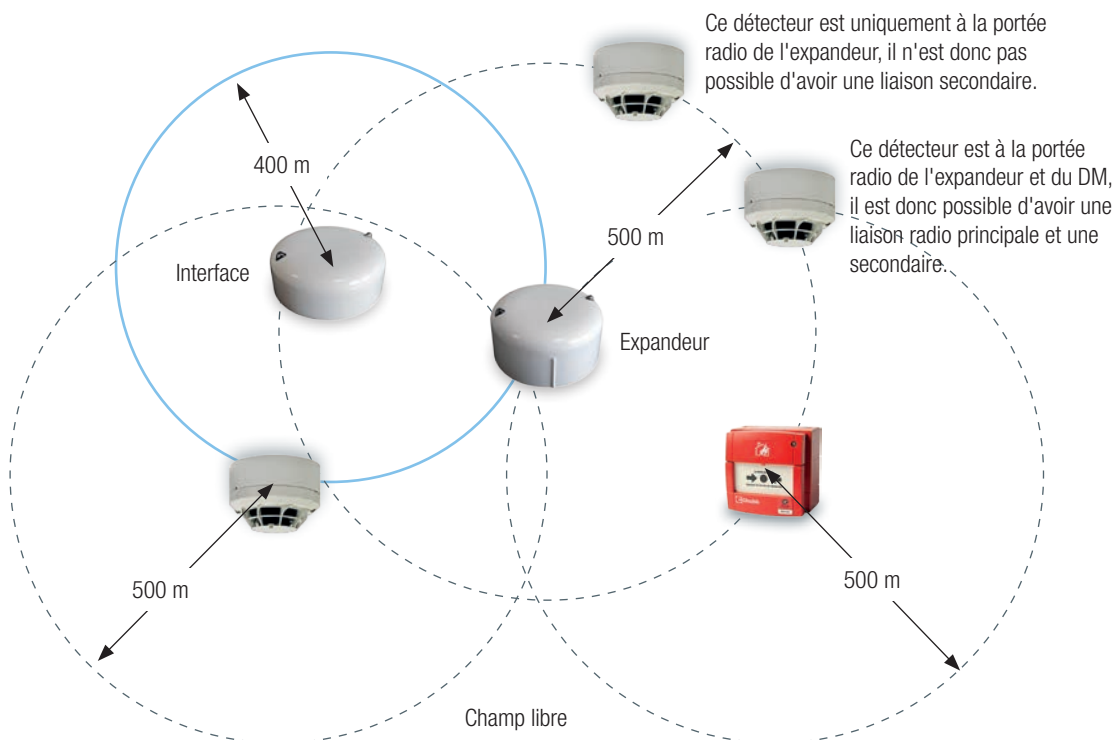 Ce détecteur est uniquement à la portée
radio de l'expandeur, il n'est donc pas
possible d'avoir une liaison secondaire.
400 m
Ce détecteur est à la portée
radio de l'expandeur et du DM,
il est donc possible d'avoir une
liaison radio principale et une
secondaire.
500 m
Interface
Expandeur
500 m
500 m
Champ libre